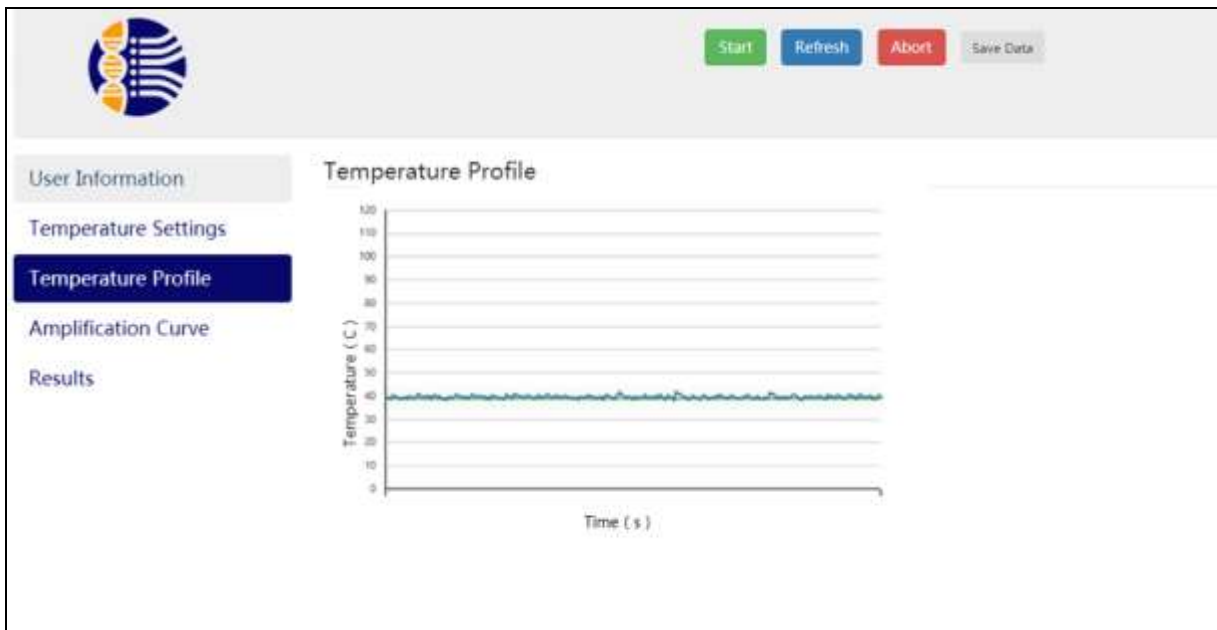 Start Refresh Abort Save Data
User Information
Temperature Settings
Temperature Profile
Amplification Curve
Results
Temperature Profile
120
110
100
90
80
70
60
50
40
30
20
10
0
Temperature ( C )
Time ( s )